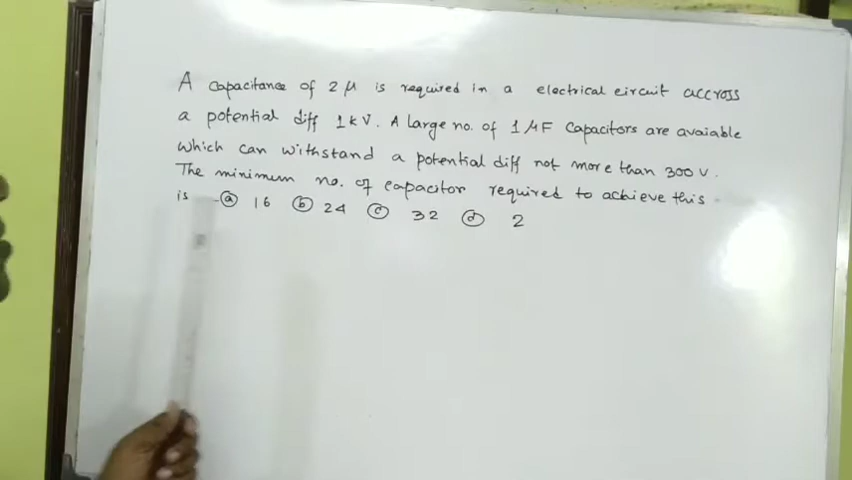 A capacitance of 2 μ is required in a electrical circuit accross
a potential diff 1kV. A large no. of 1 μF capacitors are avaiable
which can withstand a potential diff not more than 300 v.
The minimum no. of capacitor required to achieve this
is - (a) 16 (b) 24 (c) 32 (d) 2